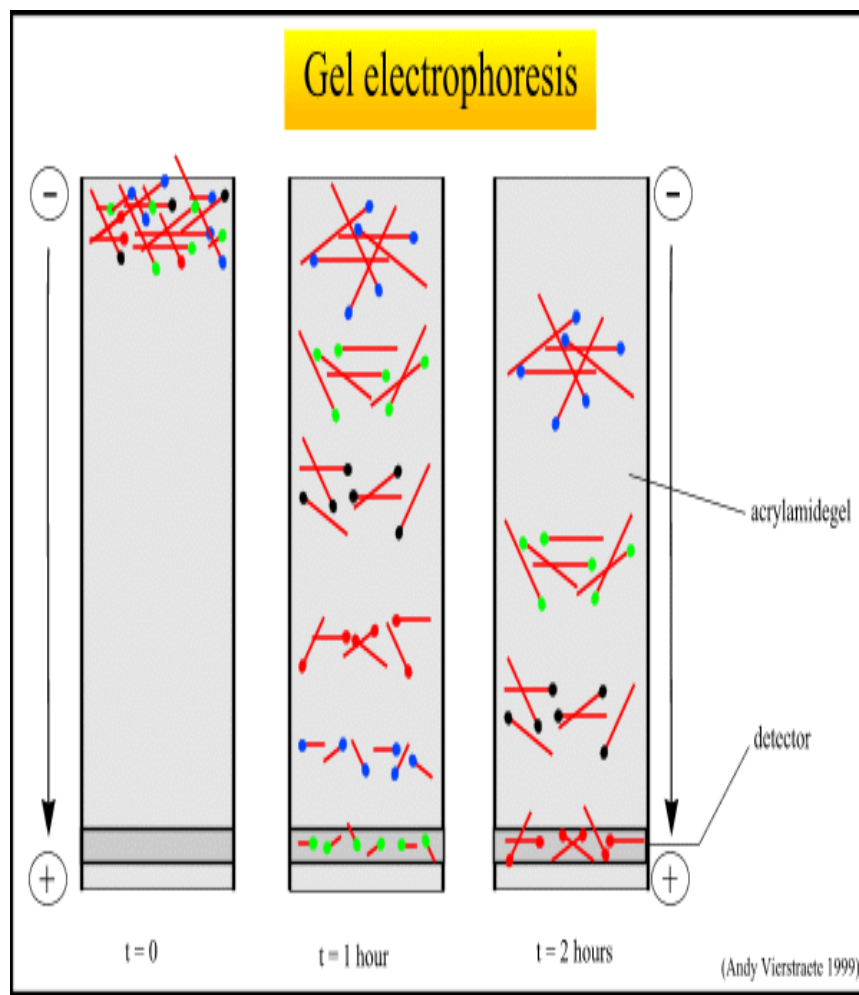 Gel electrophoresis
−
−
acrylamidegel
detector
+
+
t = 0
t = 1 hour
t = 2 hours
(Andy Vierstraete 1999)